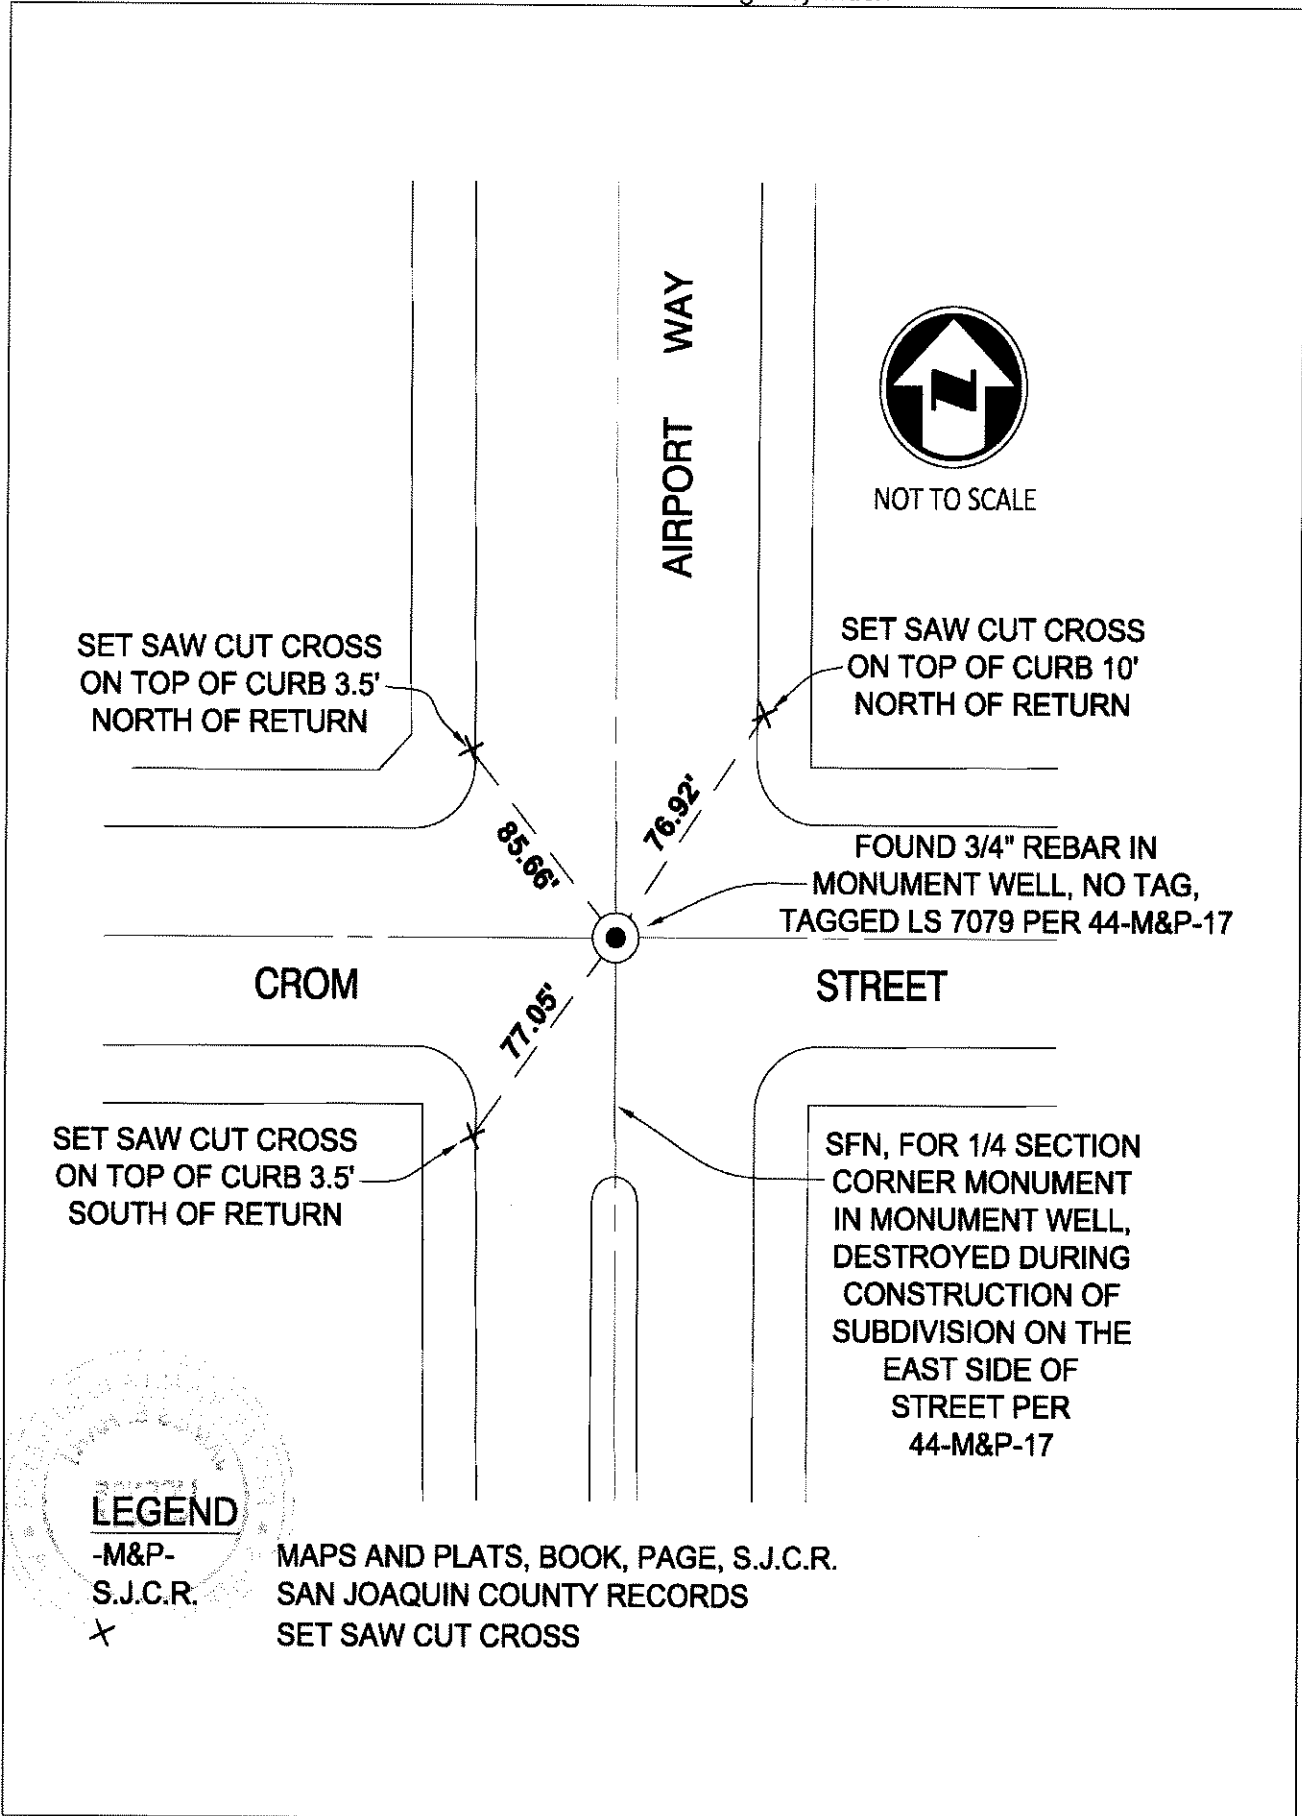 AIRPORT WAY
N
NOT TO SCALE
SET SAW CUT CROSS
ON TOP OF CURB 3.5'
NORTH OF RETURN
SET SAW CUT CROSS
ON TOP OF CURB 10'
NORTH OF RETURN
85.66'
76.92'
FOUND 3/4" REBAR IN
MONUMENT WELL, NO TAG,
TAGGED LS 7079 PER 44-M&P-17
CROM STREET
77.05'
SET SAW CUT CROSS
ON TOP OF CURB 3.5'
SOUTH OF RETURN
SFN, FOR 1/4 SECTION
CORNER MONUMENT
IN MONUMENT WELL,
DESTROYED DURING
CONSTRUCTION OF
SUBDIVISION ON THE
EAST SIDE OF
STREET PER
44-M&P-17
LEGEND
-M&P- MAPS AND PLATS, BOOK, PAGE, S.J.C.R.
S.J.C.R. SAN JOAQUIN COUNTY RECORDS
SET SAW CUT CROSS